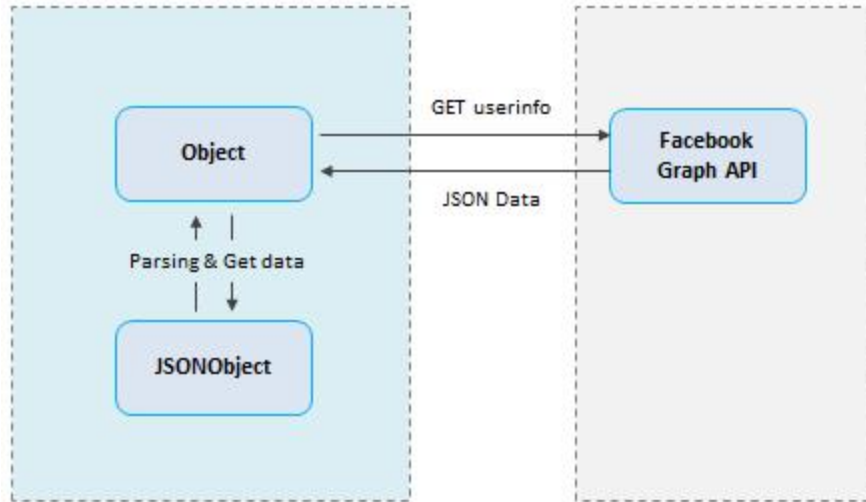 GET userinfo
Object
Facebook
Graph API
JSON Data
Parsing & Get data
JSONObject